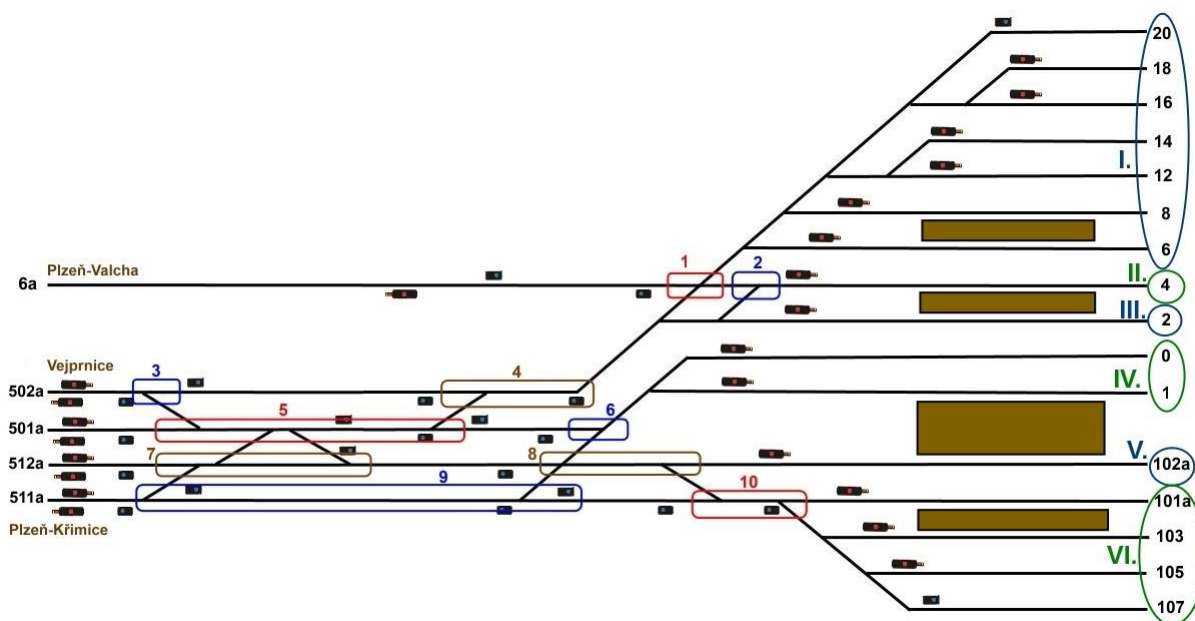 20
18
16
14
I.
12
8
6
Plzeň-Valcha
6a
1
2
II.
4
III.
2
Vejprnice
0
3
4
IV.
502a
1
5
6
501a
7
8
V.
512a
102a
9
10
511a
101a
Plzeň-Křimice
103
VI.
105
107